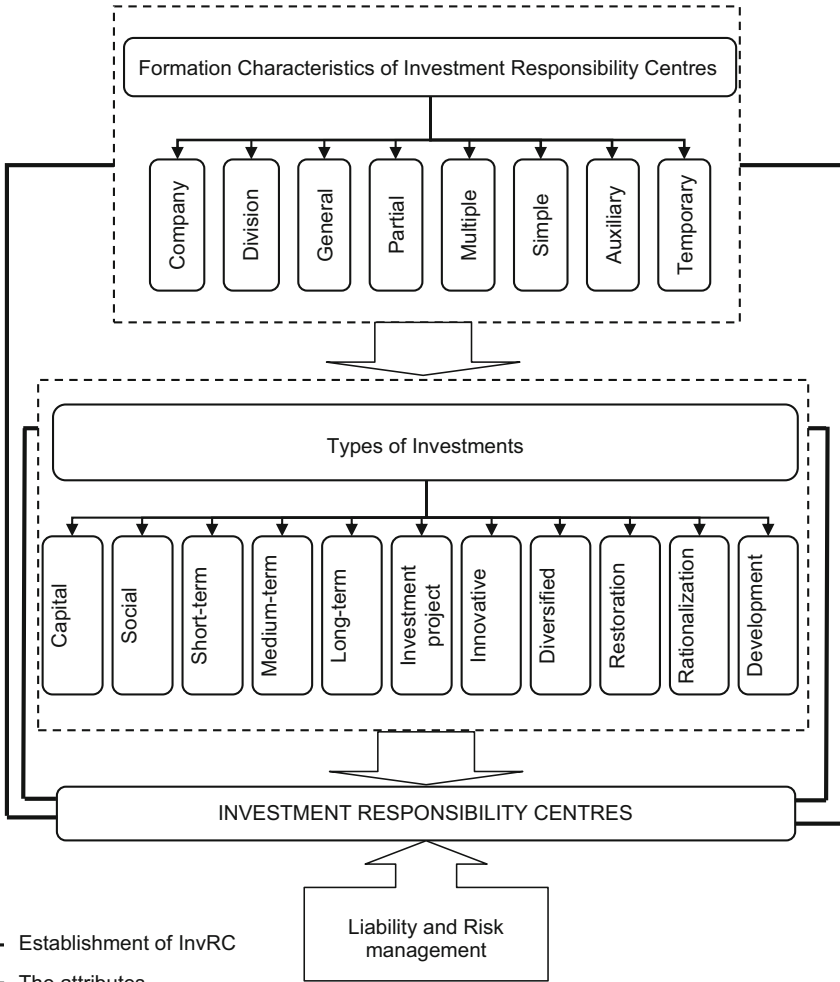 Formation Characteristics of Investment Responsibility Centres
Company
Division
General
Partial
Multiple
Simple
Auxiliary
Temporary
Types of Investments
Capital
Social
Short-term
Medium-term
Long-term
Investment
project
Innovative
Diversified
Restoration
Rationalization
Development
INVESTMENT RESPONSIBILITY CENTRES
Liability and Risk
management
Establishment of InvRC
The attributes